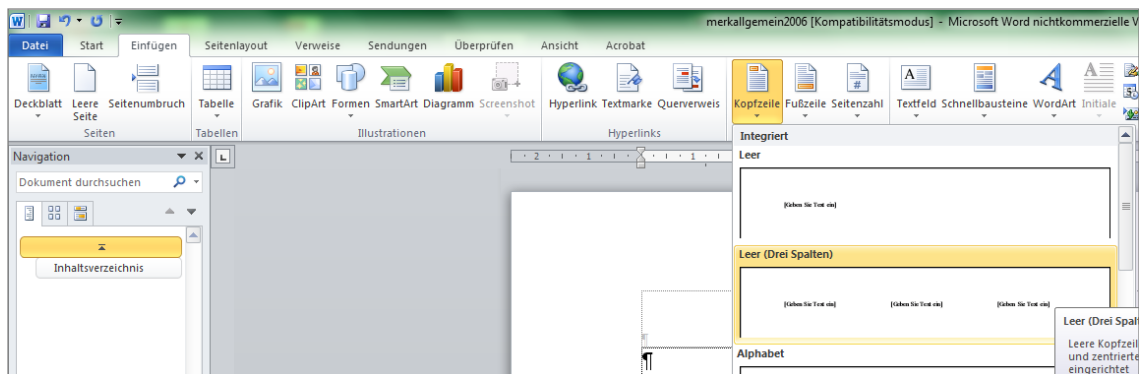 merkallgemein2006 [Kompatibilitätsmodus] - Microsoft Word nichtkommerzielle V
Datei Start Einfügen Seitenlayout Verweise Sendungen Überprüfen Ansicht Acrobat
Deckblatt Leere Seitenumbruch Tabelle Grafik ClipArt Formen SmartArt Diagramm Screenshot Hyperlink Textmarke Querverweis Kopfzeile Fußzeile Seitenzahl Textfeld Schnellbausteine WordArt Initiale
Seite
Seiten Tabellen Illustrationen Hyperlinks
Integriert
Navigation
Leer
2 1 1
Dokument durchsuchen
[Geben Sie Text ein]
Leer (Drei Spalten)
Inhaltsverzeichnis
[Geben Sie Text ein] [Geben Sie Text ein] [Geben Sie Text ein]
Leer (Drei Spal
Leere Kopfzeil
Alphabet
und zentrierte
eingerichtet